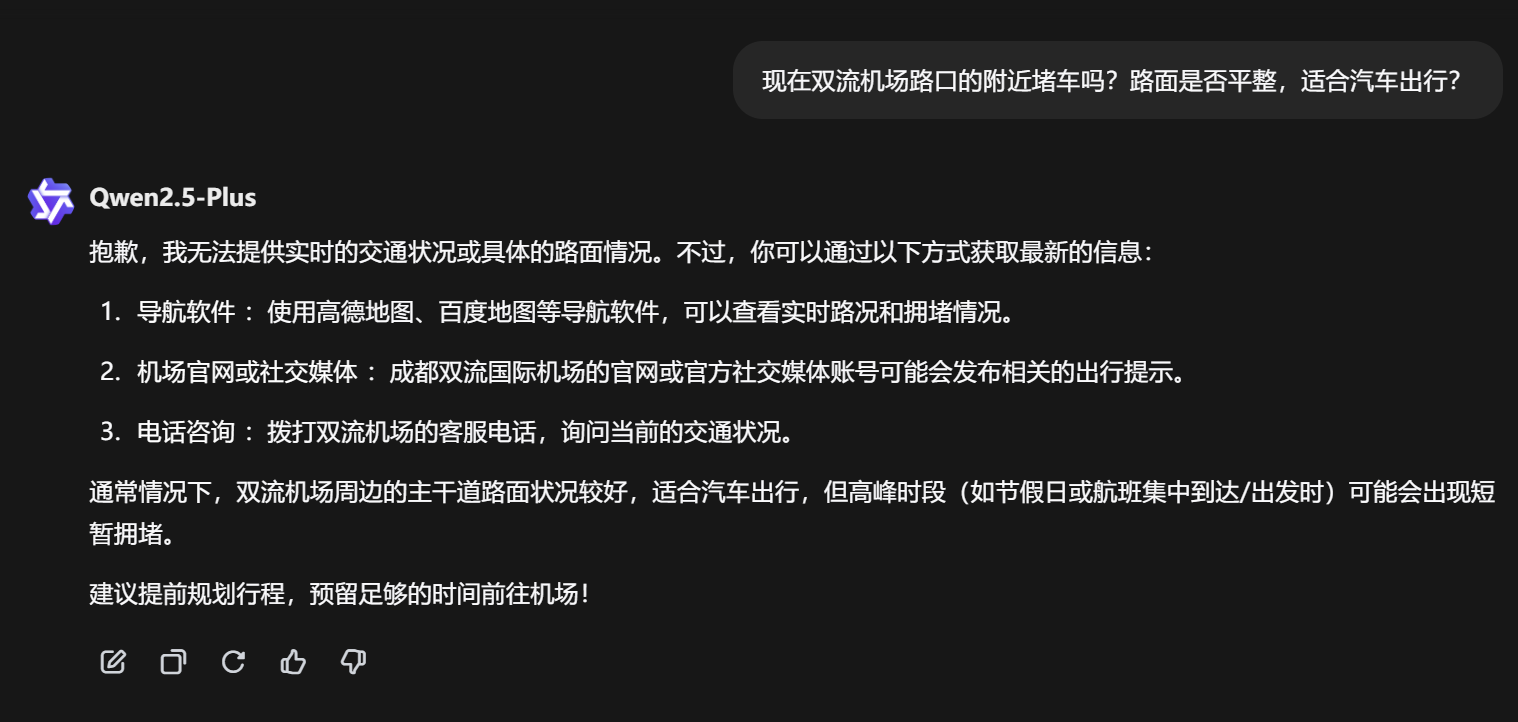 现在双流机场路口的附近堵车吗？路面是否平整，适合汽车出行？
Qwen2.5-Plus
抱歉，我无法提供实时的交通状况或具体的路面情况。不过，你可以通过以下方式获取最新的信息：
1. 导航软件 ：使用高德地图、百度地图等导航软件，可以查看实时路况和拥堵情况。
2. 机场官网或社交媒体 ：成都双流国际机场的官网或官方社交媒体账号可能会发布相关的出行提示。
3. 电话咨询 ：拨打双流机场的客服电话，询问当前的交通状况。
通常情况下，双流机场周边的主干道路面状况较好，适合汽车出行，但高峰时段（如节假日或航班集中到达/出发时）可能会出现短
暂拥堵。
建议提前规划行程，预留足够的时间前往机场！